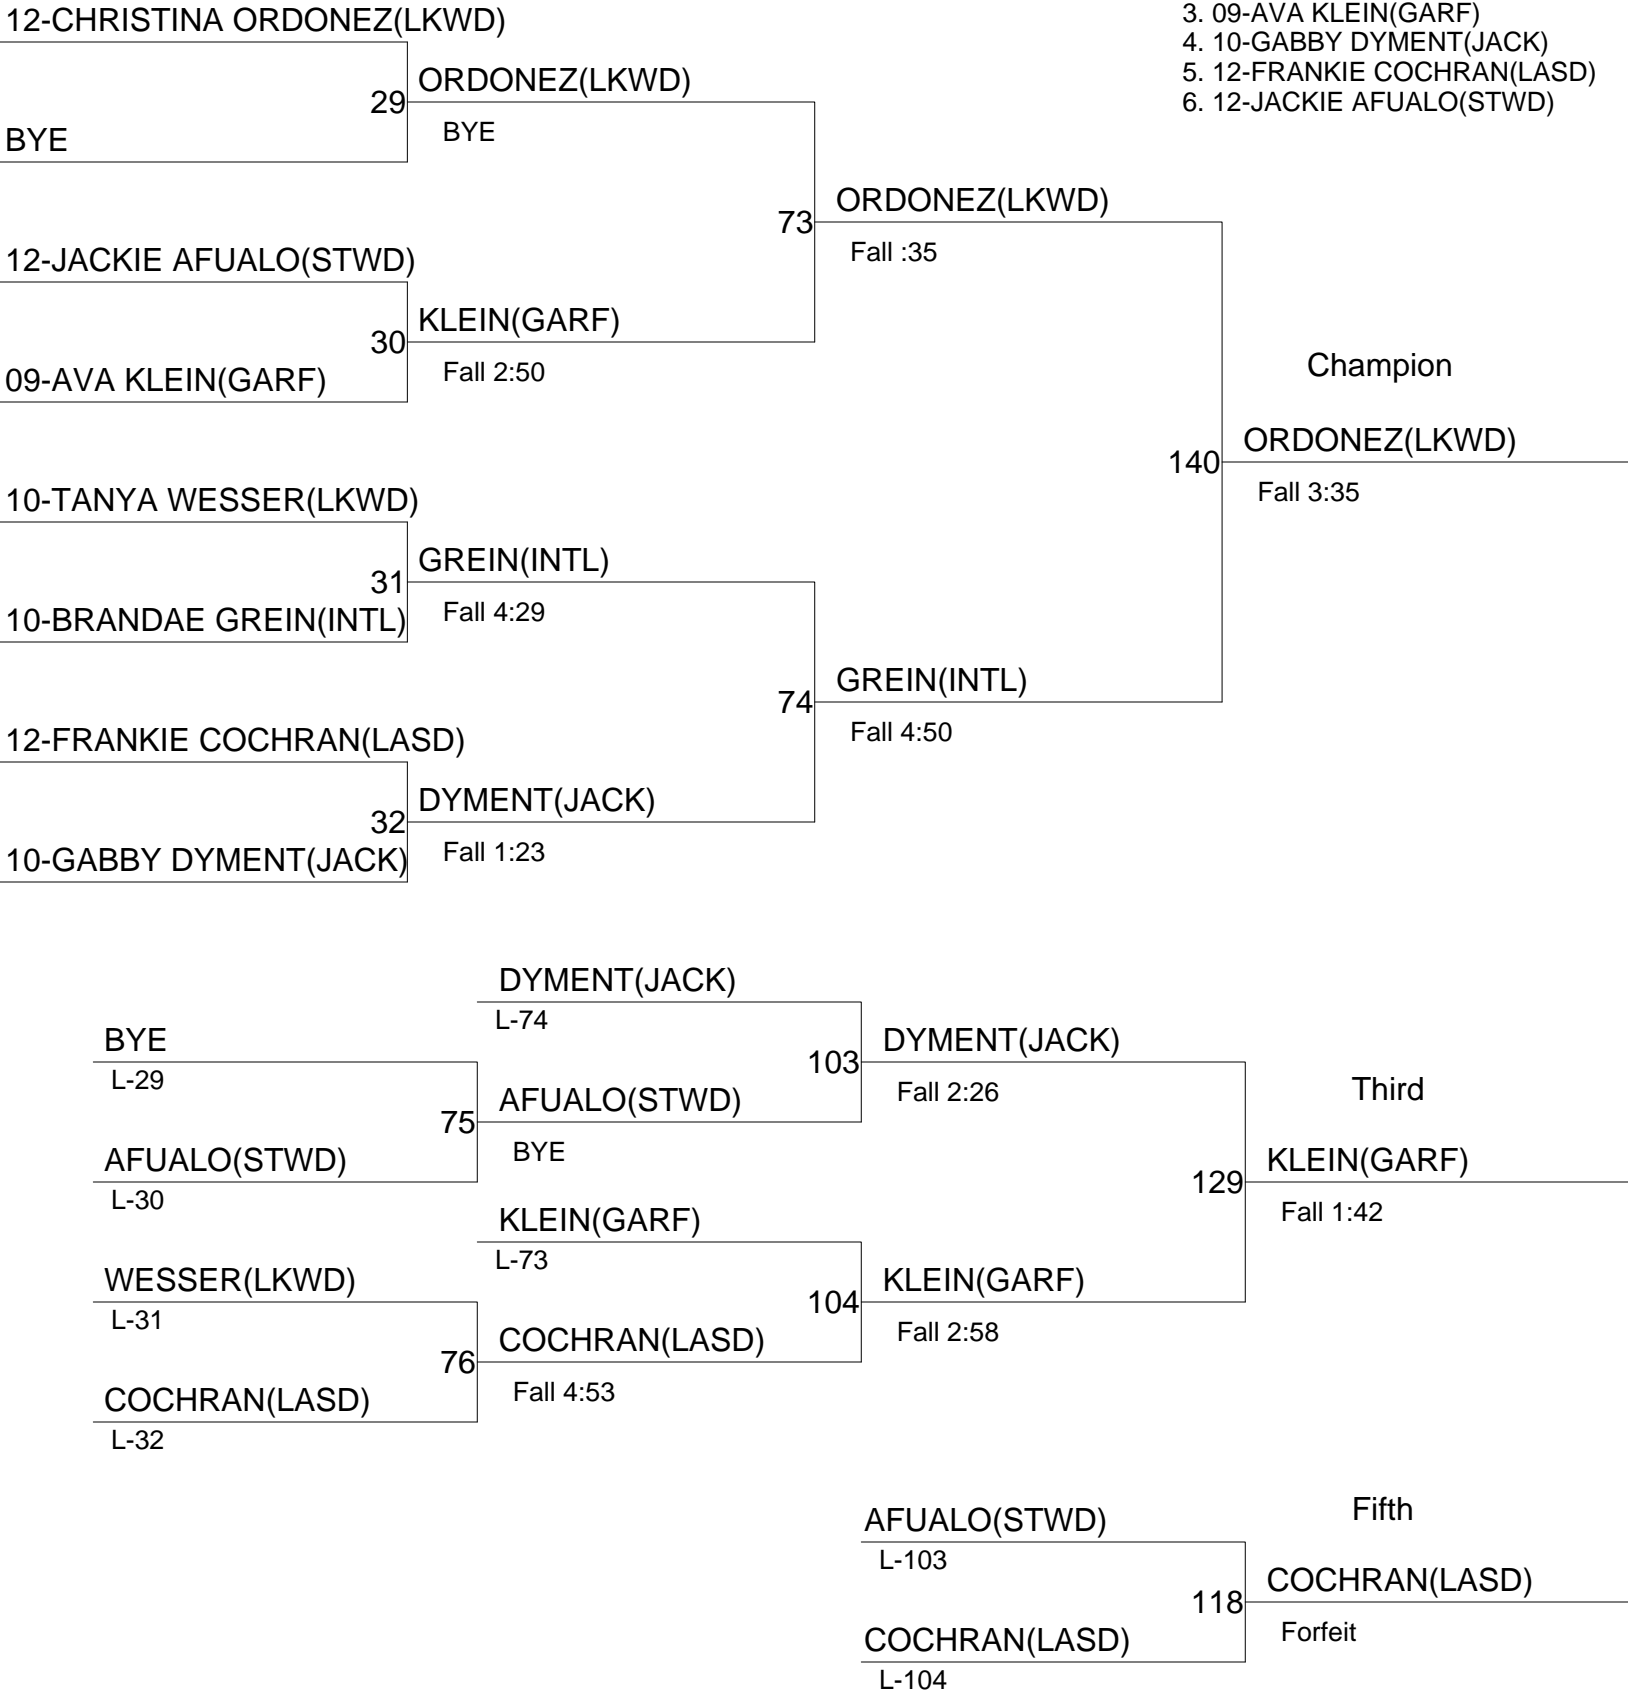 12-CHRISTINA ORDONEZ(LKWD)
3. 09-AVA KLEIN(GARF)
4. 10-GABBY DYMENT(JACK)
5. 12-FRANKIE COCHRAN(LASD)
6. 12-JACKIE AFUALO(STWD)
29
ORDONEZ(LKWD)
BYE
BYE
73
ORDONEZ(LKWD)
Fall :35
12-JACKIE AFUALO(STWD)
30
KLEIN(GARF)
Fall 2:50
09-AVA KLEIN(GARF)
Champion
140
ORDONEZ(LKWD)
Fall 3:35
10-TANYA WESSER(LKWD)
31
GREIN(INTL)
Fall 4:29
10-BRANDAE GREIN(INTL)
74
GREIN(INTL)
Fall 4:50
12-FRANKIE COCHRAN(LASD)
32
DYMENT(JACK)
Fall 1:23
10-GABBY DYMENT(JACK)
DYMENT(JACK)
L-74
BYE
L-29
103
DYMENT(JACK)
Fall 2:26
Third
75
AFUALO(STWD)
BYE
AFUALO(STWD)
L-30
129
KLEIN(GARF)
Fall 1:42
KLEIN(GARF)
L-73
WESSER(LKWD)
L-31
104
KLEIN(GARF)
Fall 2:58
76
COCHRAN(LASD)
Fall 4:53
COCHRAN(LASD)
L-32
Fifth
AFUALO(STWD)
L-103
118
COCHRAN(LASD)
Forfeit
COCHRAN(LASD)
L-104